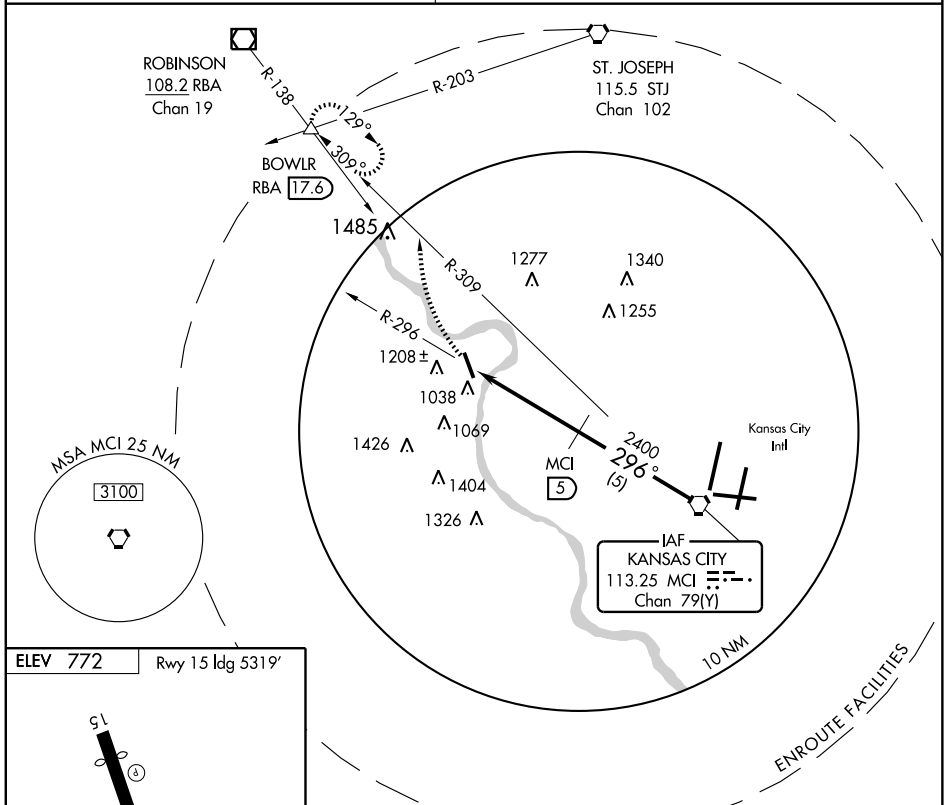 ROBINSON
108.2 RBA
Chan 19
R-138
R-203
ST. JOSEPH
115.5 STJ
Chan 102
129°
309°
BOWLR
RBA 17.6
1485
R-309
1277
1340
1255
R-296
1208 ±
1038
1069
1426
1404
1326
MCI
5
2400
296°
(5)
Kansas City
Intl
MSA MCI 25 NM
3100
IAF
KANSAS CITY
113.25 MCI
Chan 79(Y)
10 NM
ENROUTE FACILITIES
ELEV 772
Rwy 15 ldg 5319'
15
P